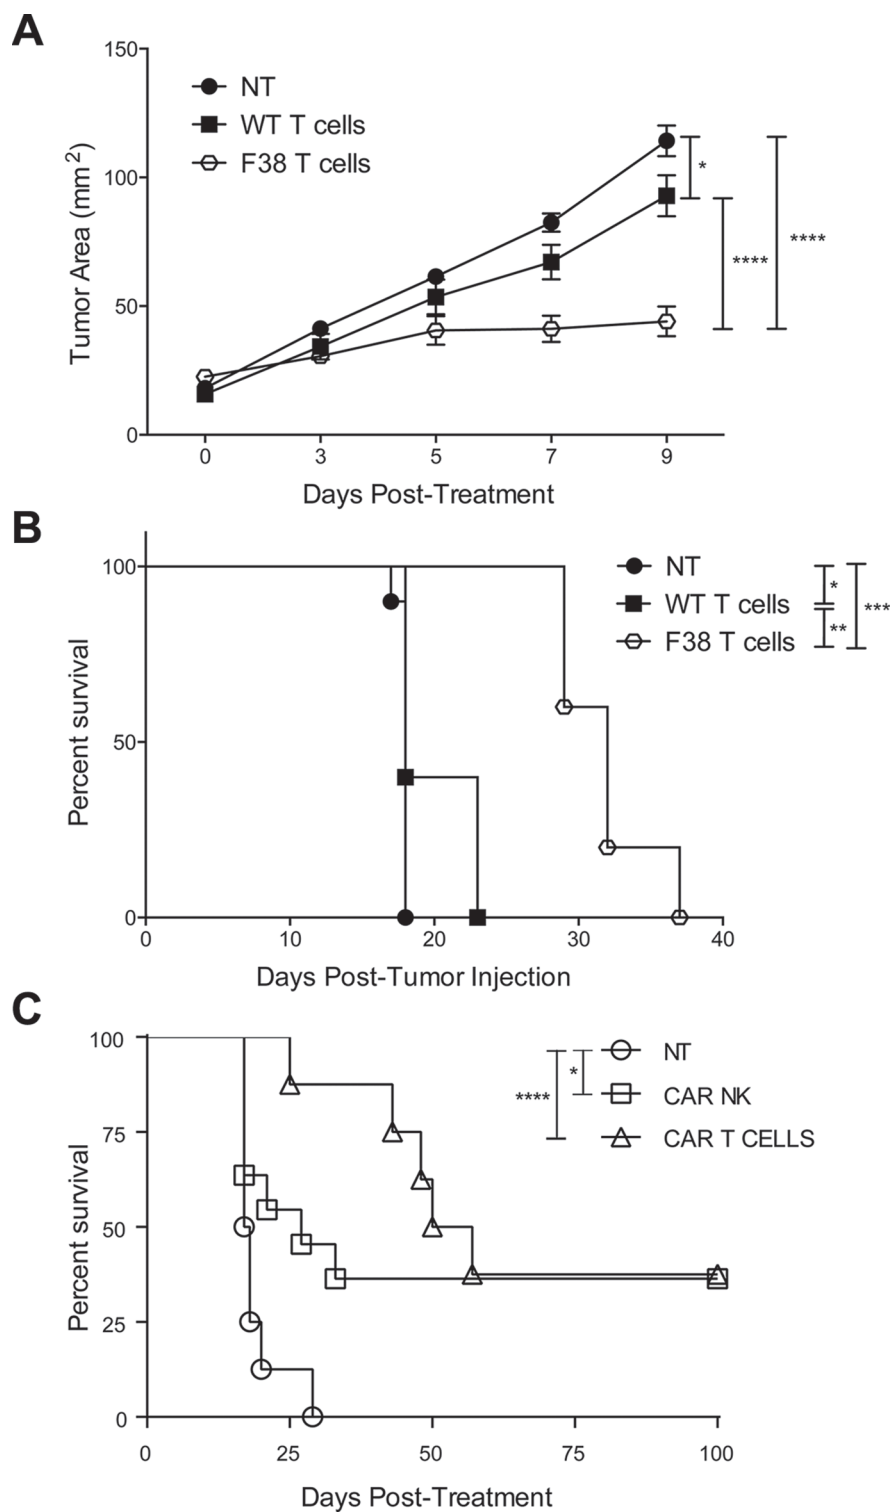 A
150
NT
WT T cells
F38 T cells
100
50
0
Tumor Area (mm²)
*
****
****
0 3 5 7 9
Days Post-Treatment
B
100
50
0
Percent survival
NT
WT T cells
F38 T cells
*
**
***
0 10 20 30 40
Days Post-Tumor Injection
C
100
75
50
25
0
Percent survival
****
*
NT
CAR NK
CAR T CELLS
0 25 50 75 100
Days Post-Treatment